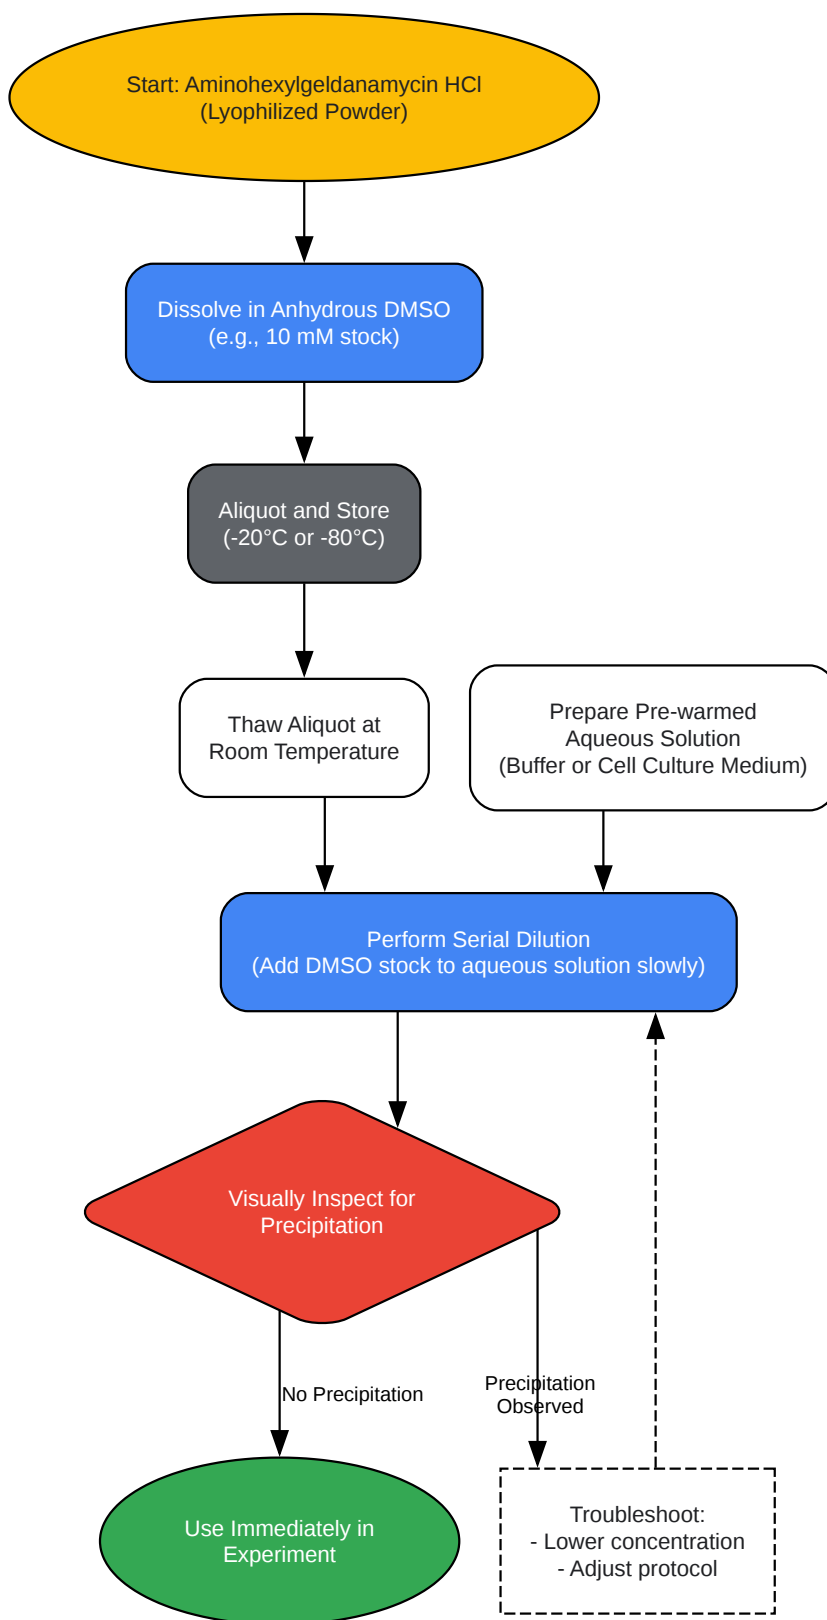 Start: Aminohexylgeldanamycin HCl
(Lyophilized Powder)
Dissolve in Anhydrous DMSO
(e.g., 10 mM stock)
Aliquot and Store
(-20°C or -80°C)
Thaw Aliquot at
Room Temperature
Prepare Pre-warmed
Aqueous Solution
(Buffer or Cell Culture Medium)
Perform Serial Dilution
(Add DMSO stock to aqueous solution slowly)
Visually Inspect for
Precipitation
No Precipitation
Precipitation
Observed
Use Immediately in
Experiment
Troubleshoot:
- Lower concentration
- Adjust protocol